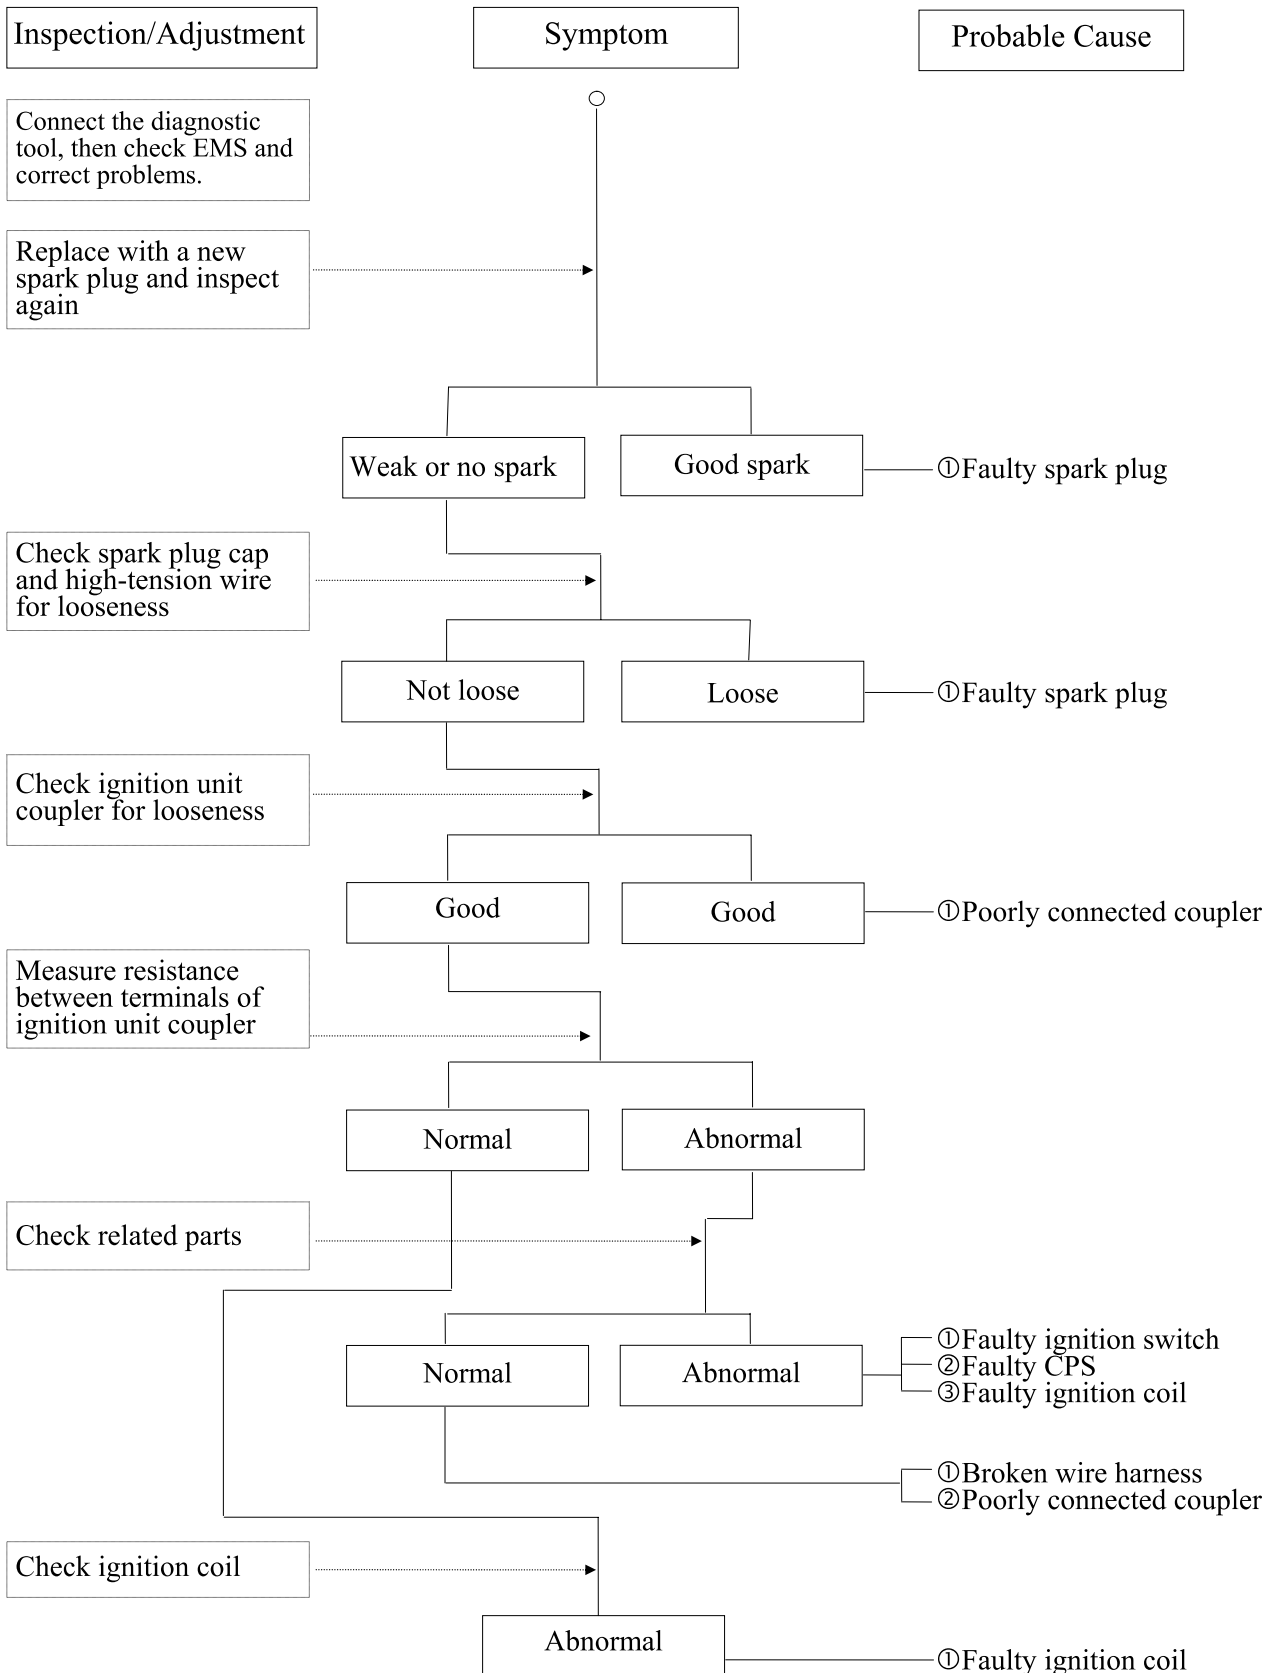 Inspection/Adjustment
Symptom
Probable Cause
Connect the diagnostic
tool, then check EMS and
correct problems.
Replace with a new
spark plug and inspect
again
Weak or no spark
Good spark
①Faulty spark plug
Check spark plug cap
and high-tension wire
for looseness
Not loose
Loose
①Faulty spark plug
Check ignition unit
coupler for looseness
Good
Good
①Poorly connected coupler
Measure resistance
between terminals of
ignition unit coupler
Normal
Abnormal
Check related parts
Normal
Abnormal
①Faulty ignition switch
②Faulty CPS
③Faulty ignition coil
①Broken wire harness
②Poorly connected coupler
Check ignition coil
Abnormal
①Faulty ignition coil